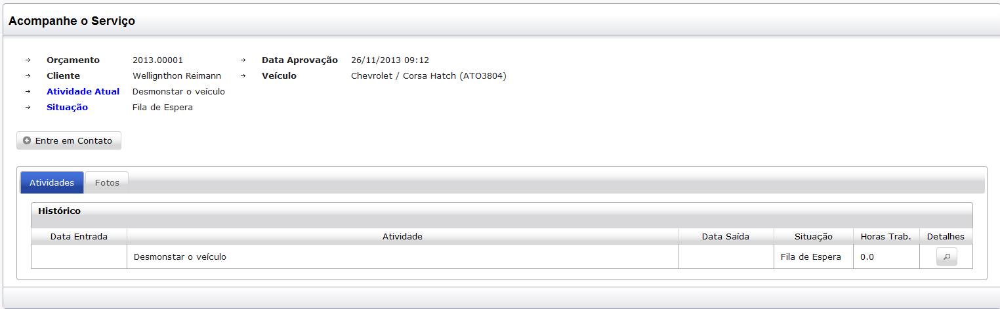 Acompanhe o Serviço
Orçamento 2013.00001 Data Aprovação 26/11/2013 09:12
Cliente Wellignthon Reimann Veículo Chevrolet / Corsa Hatch (ATO3804)
Atividade Atual Desmonstar o veículo
Situação Fila de Espera
Entre em Contato
Atividades Fotos
Histórico
Data Entrada Atividade Data Saída Situação Horas Trab. Detalhes
Desmonstar o veículo Fila de Espera 0.0